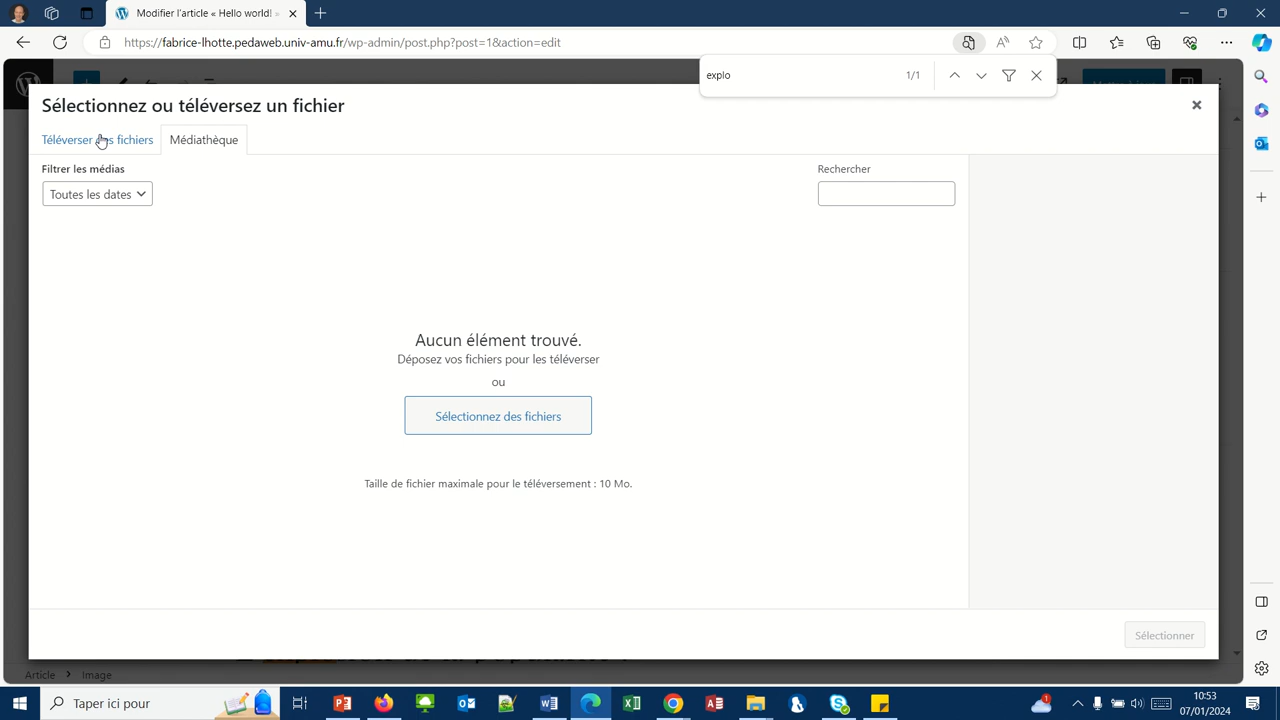 Modifier l'article « Hello world! »
https://fabrice-lhotte.pedaweb.univ-amu.fr/wp-admin/post.php?post=1&action=edit
explo
1/1
Sélectionnez ou téléversez un fichier
Téléverser des fichiers
Médiathèque
Filtrer les médias
Rechercher
Toutes les dates
Aucun élément trouvé.
Déposez vos fichiers pour les téléverser
ou
Sélectionnez des fichiers
Taille de fichier maximale pour le téléversement : 10 Mo.
Sélectionner
Article > Image
Taper ici pour
10:53
07/01/2024